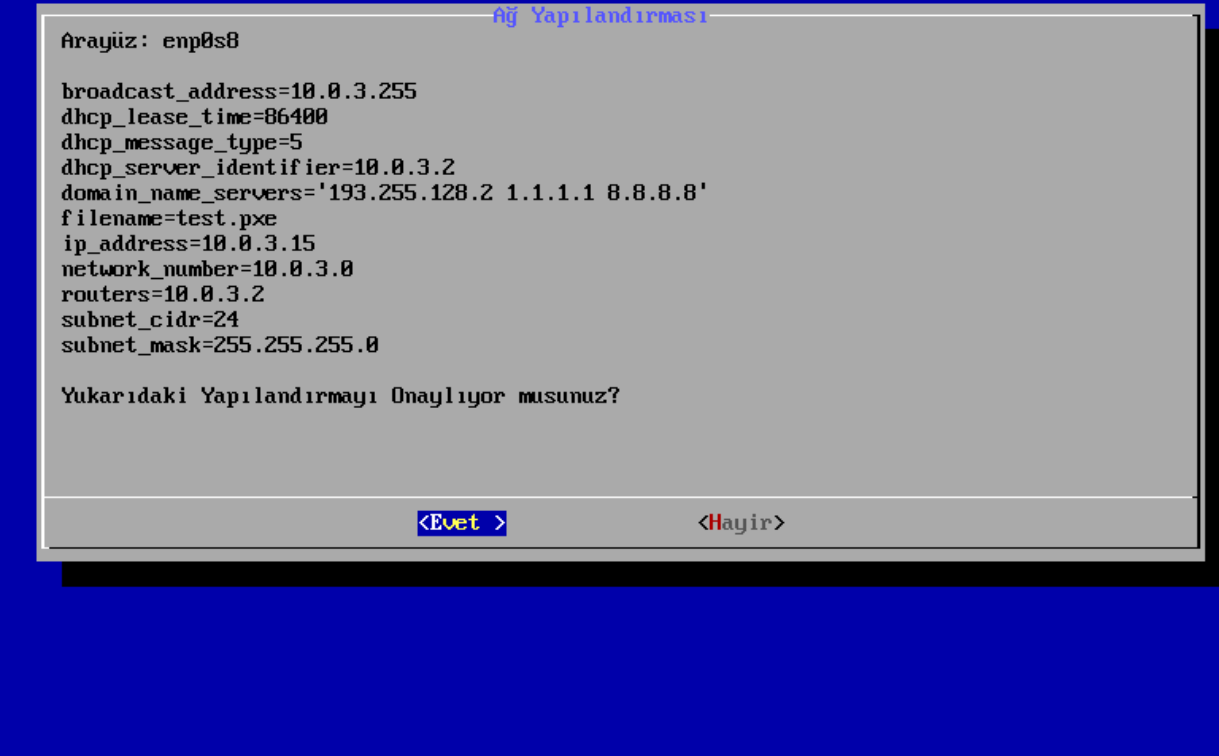 Ağ Yapılandırması
Arayüz: enp0s8
broadcast_address=10.0.3.255
dhcp_lease_time=86400
dhcp_message_type=5
dhcp_server_identifier=10.0.3.2
domain_name_servers='193.255.128.2 1.1.1.1 8.8.8.8'
filename=test.pxe
ip_address=10.0.3.15
network_number=10.0.3.0
routers=10.0.3.2
subnet_cidr=24
subnet_mask=255.255.255.0
Yukarıdaki Yapılandırmayı Onaylıyor musunuz?
<Evet > <Hayir>